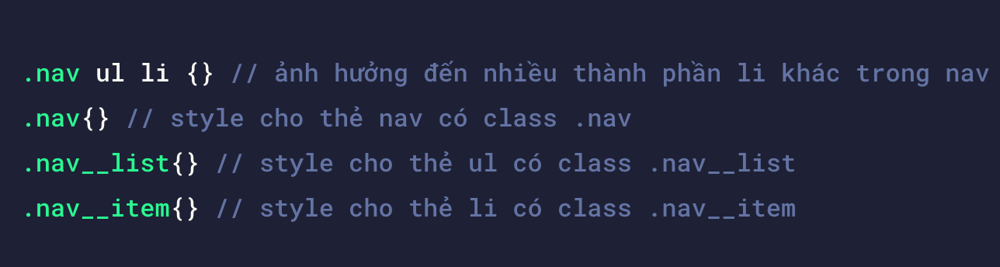 .nav ul li {} // ảnh hưởng đến nhiều thành phần li khác trong nav
.nav{} // style cho thẻ nav có class .nav
.nav__list{} // style cho thẻ ul có class .nav__list
.nav__item{} // style cho thẻ li có class .nav__item